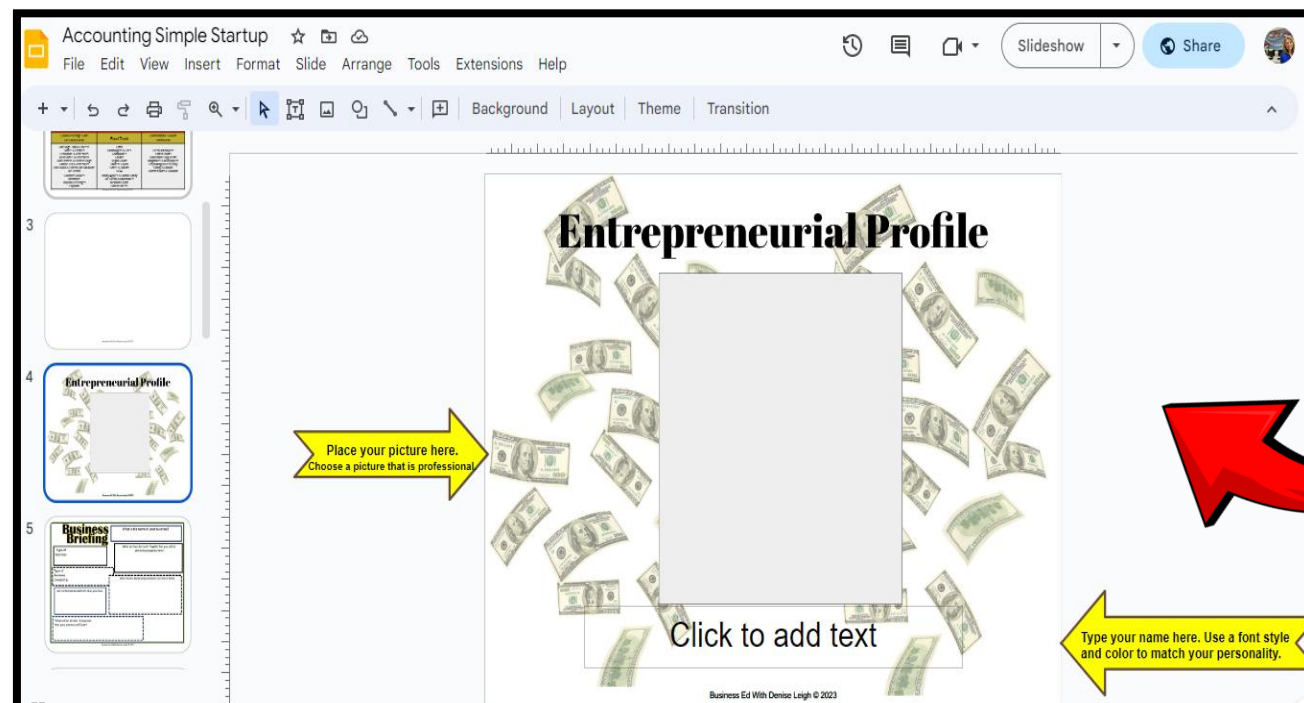 Accounting Simple Startup
File Edit View Insert Format Slide Arrange Tools Extensions Help
Slideshow
Share
Background Layout Theme Transition
3
4
Entrepreneurial Profile
5
Business
Briefing
Entrepreneurial Profile
Place your picture here.
Choose a picture that is professional.
Click to add text
Type your name here. Use a font style
and color to match your personality.
Business Ed With Denise Leigh © 2023